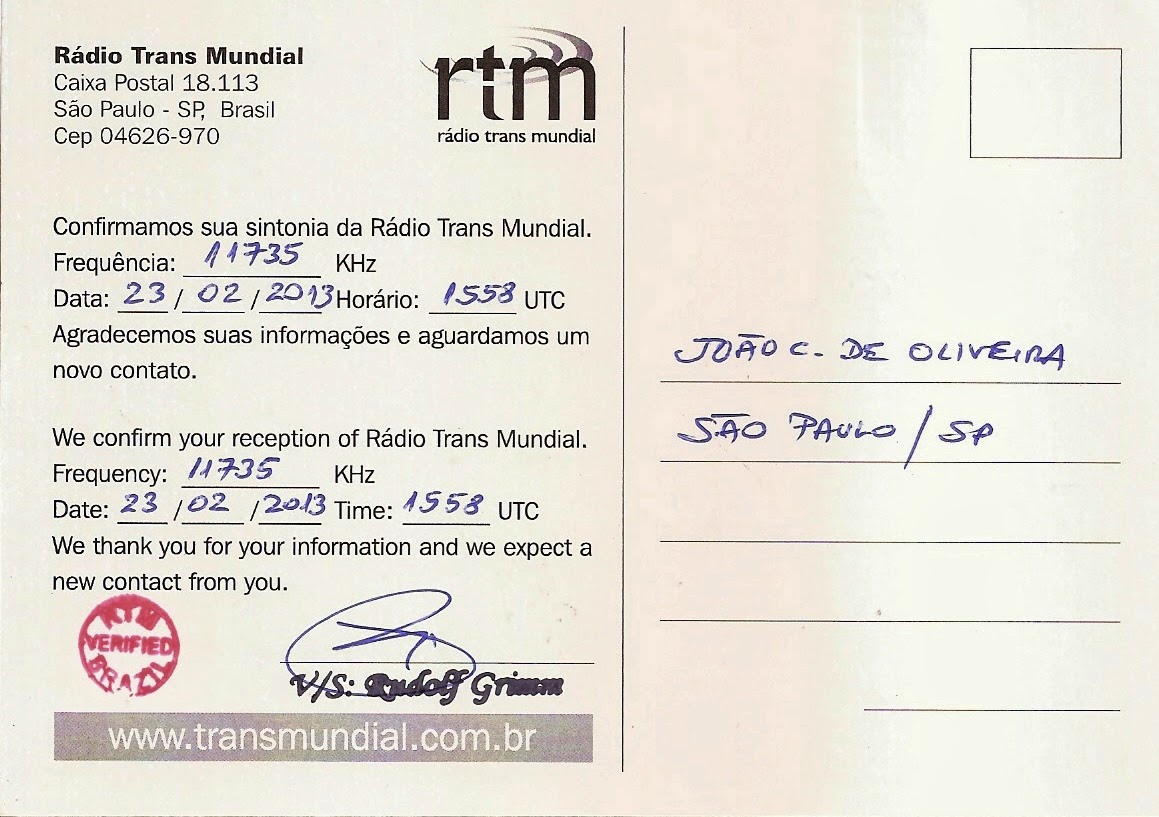 Rádio Trans Mundial
Caixa Postal 18.113
São Paulo - SP, Brasil
Cep 04626-970
rtm
rádio trans mundial
Confirmamos sua sintonia da Rádio Trans Mundial.
Frequência: 11735 KHz
Data: 23 / 02 / 2013 Horário: 1558 UTC
Agradecemos suas informações e aguardamos um
novo contato.
We confirm your reception of Rádio Trans Mundial.
Frequency: 11735 KHz
Date: 23 / 02 / 2013 Time: 1558 UTC
We thank you for your information and we expect a
new contact from you.
RTM
VERIFIED
BRAZIL
V/S: Rudolf Grimm
www.transmundial.com.br
JOÃO C. DE OLIVEIRA
SÃO PAULO / SP